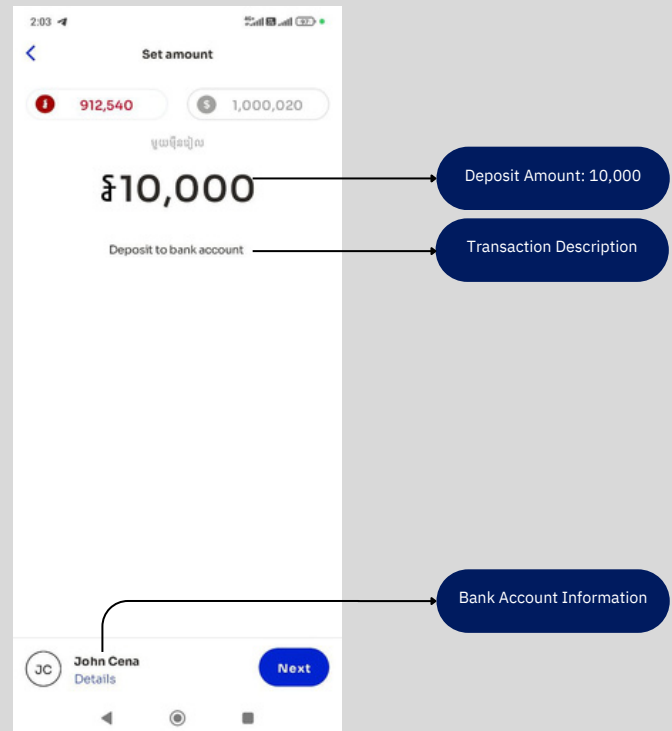 2:03
97
Set amount
912,540
$ 1,000,020
មួយម៉ឺនរៀល
៛10,000
Deposit to bank account
Deposit Amount: 10,000
Transaction Description
Bank Account Information
JC
John Cena
Details
Next